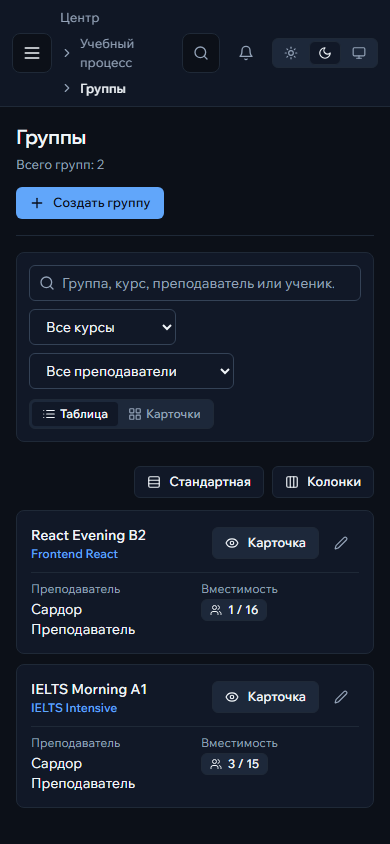 Центр
Учебный
процесс
Группы
Группы
Всего групп: 2
Создать группу
Группа, курс, преподаватель или ученик.
Все курсы
Все преподаватели
Таблица Карточки
Стандартная Колонки
React Evening B2
Frontend React
Карточка
Преподаватель Вместимость
Сардор 1 / 16
Преподаватель
IELTS Morning A1
IELTS Intensive
Карточка
Преподаватель Вместимость
Сардор 3 / 15
Преподаватель